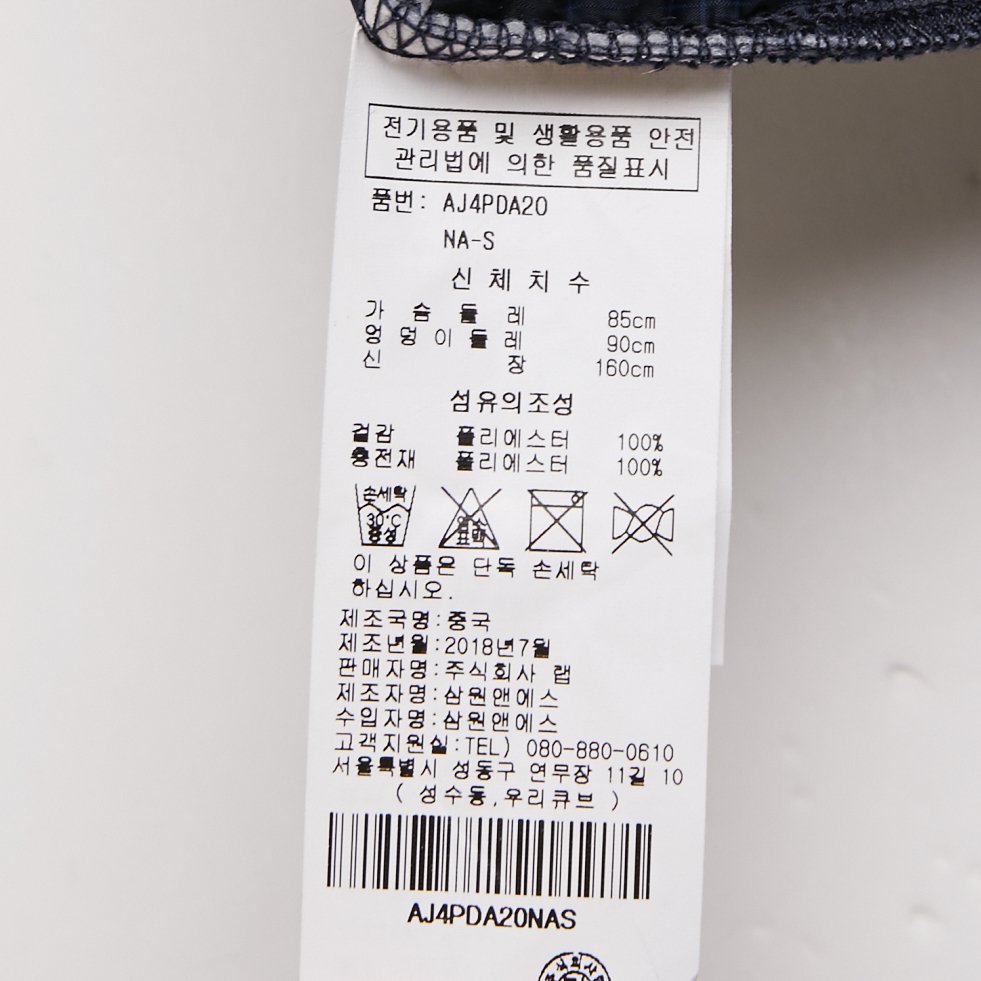 전기용품 및 생활용품 안전
관리법에 의한 품질표시
품번: AJ4PDA20
NA-S
신체치수
가슴둘레 85cm
엉덩이둘레 90cm
신장 160cm
섬유의조성
겉감 폴리에스터 100%
충전재 폴리에스터 100%
손세탁
30°C
중성
염소
표백
이 상품은 단독 손세탁
하십시오.
제조국명:중국
제조년월:2018년7월
판매자명:주식회사 랩
제조자명:삼원앤에스
수입자명:삼원앤에스
고객지원실:TEL) 080-880-0610
서울특별시 성동구 연무장 11길 10
( 성수동,우리큐브 )
AJ4PDA20NAS